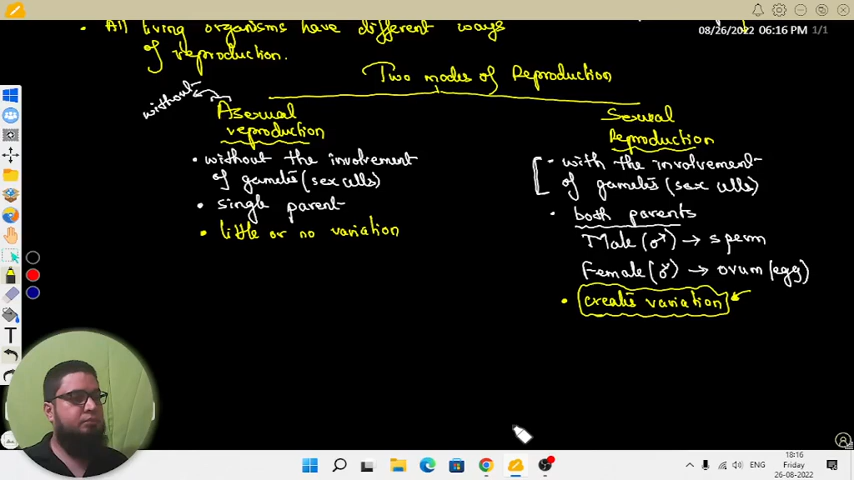 08/26/2022 06:16 PM 1/1
• All living organisms have different ways
of reproduction.
Two modes of Reproduction
without
Asexual
reproduction
• without the involvement
of gametes (sex cells)
• single parent
• little or no variation
Sexual
Reproduction
• with the involvement
of gametes (sex cells)
• both parents
Male (♂) → sperm
Female (♂) → ovum (egg)
• creates variation
T
ENG
18:16
Friday
26-08-2022